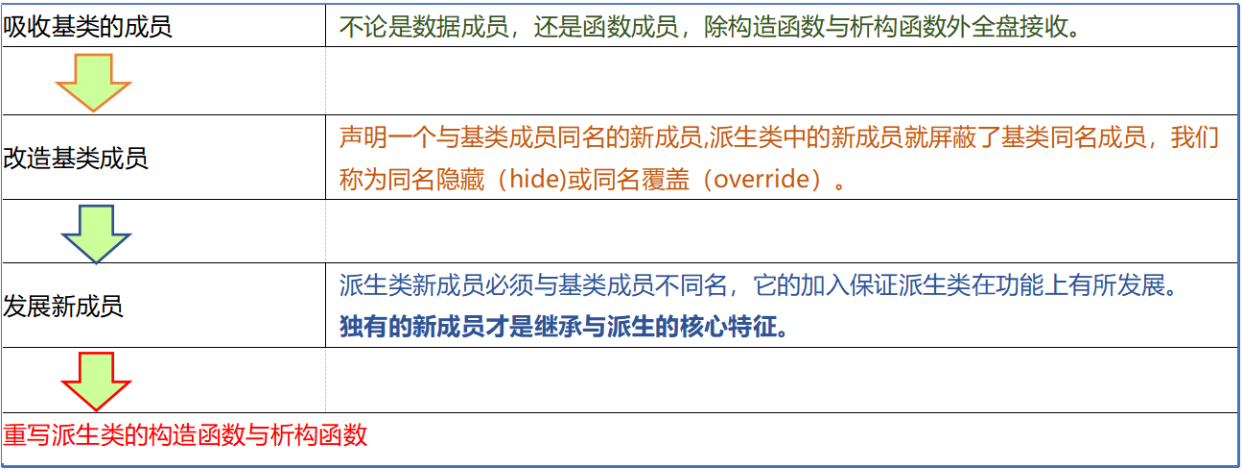 吸收基类的成员
不论是数据成员，还是函数成员，除构造函数与析构函数外全盘接收。
改造基类成员
声明一个与基类成员同名的新成员,派生类中的新成员就屏蔽了基类同名成员，我们
称为同名隐藏（hide)或同名覆盖（override）。
发展新成员
派生类新成员必须与基类成员不同名，它的加入保证派生类在功能上有所发展。
独有的新成员才是继承与派生的核心特征。
重写派生类的构造函数与析构函数